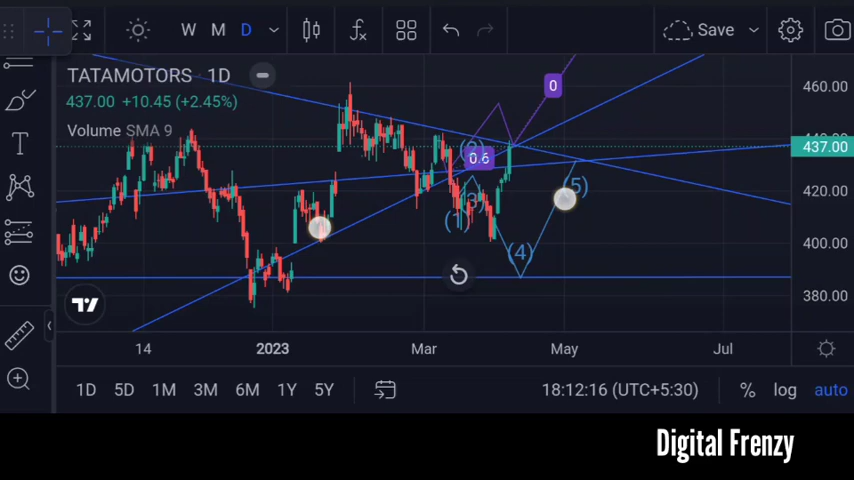 W M D Save
TATAMOTORS · 1D
437.00 +10.45 (+2.45%)
Volume SMA 9
0
0.6
(1)
(4)
(5)
460.00
437.00
420.00
400.00
380.00
14 2023 Mar May Jul
1D 5D 1M 3M 6M 1Y 5Y 18:12:16 (UTC+5:30) % log auto
Digital Frenzy